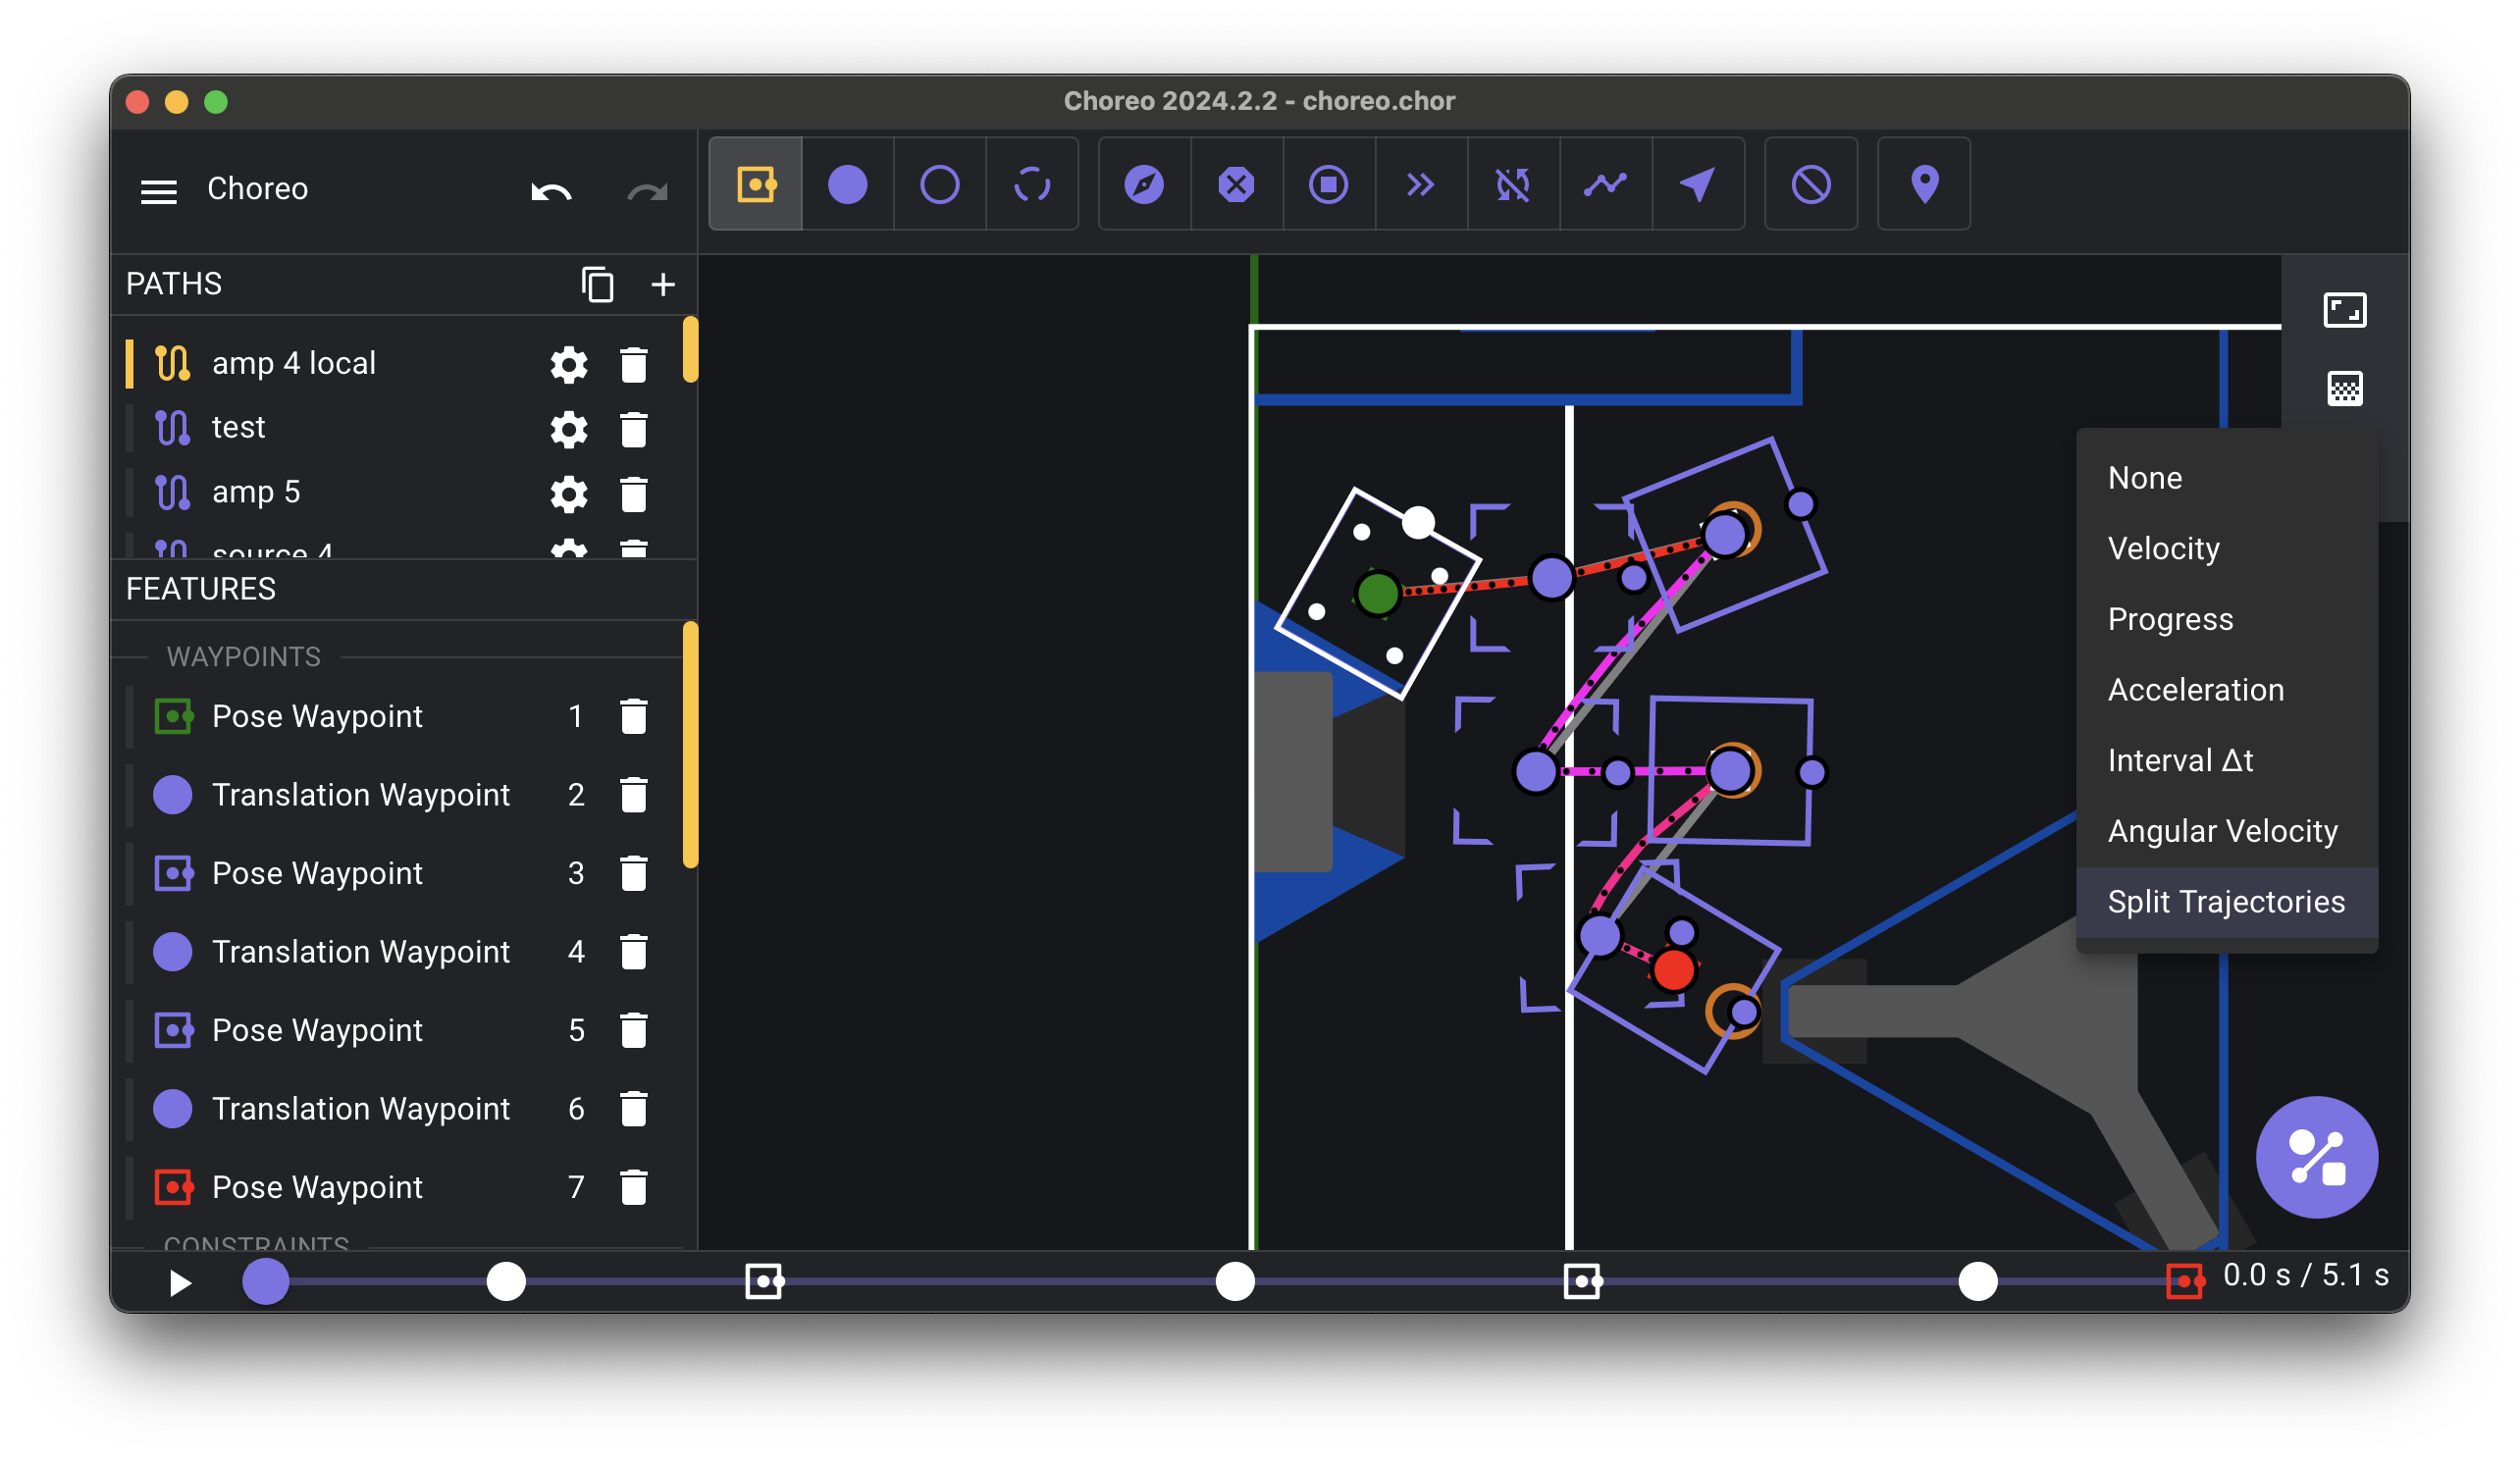 Choreo 2024.2.2 - choreo.chor
Choreo
PATHS
amp 4 local
test
amp 5
source 4
FEATURES
WAYPOINTS
Pose Waypoint 1
Translation Waypoint 2
Pose Waypoint 3
Translation Waypoint 4
Pose Waypoint 5
Translation Waypoint 6
Pose Waypoint 7
CONSTRAINTS
None
Velocity
Progress
Acceleration
Interval Δt
Angular Velocity
Split Trajectories
0.0 s / 5.1 s